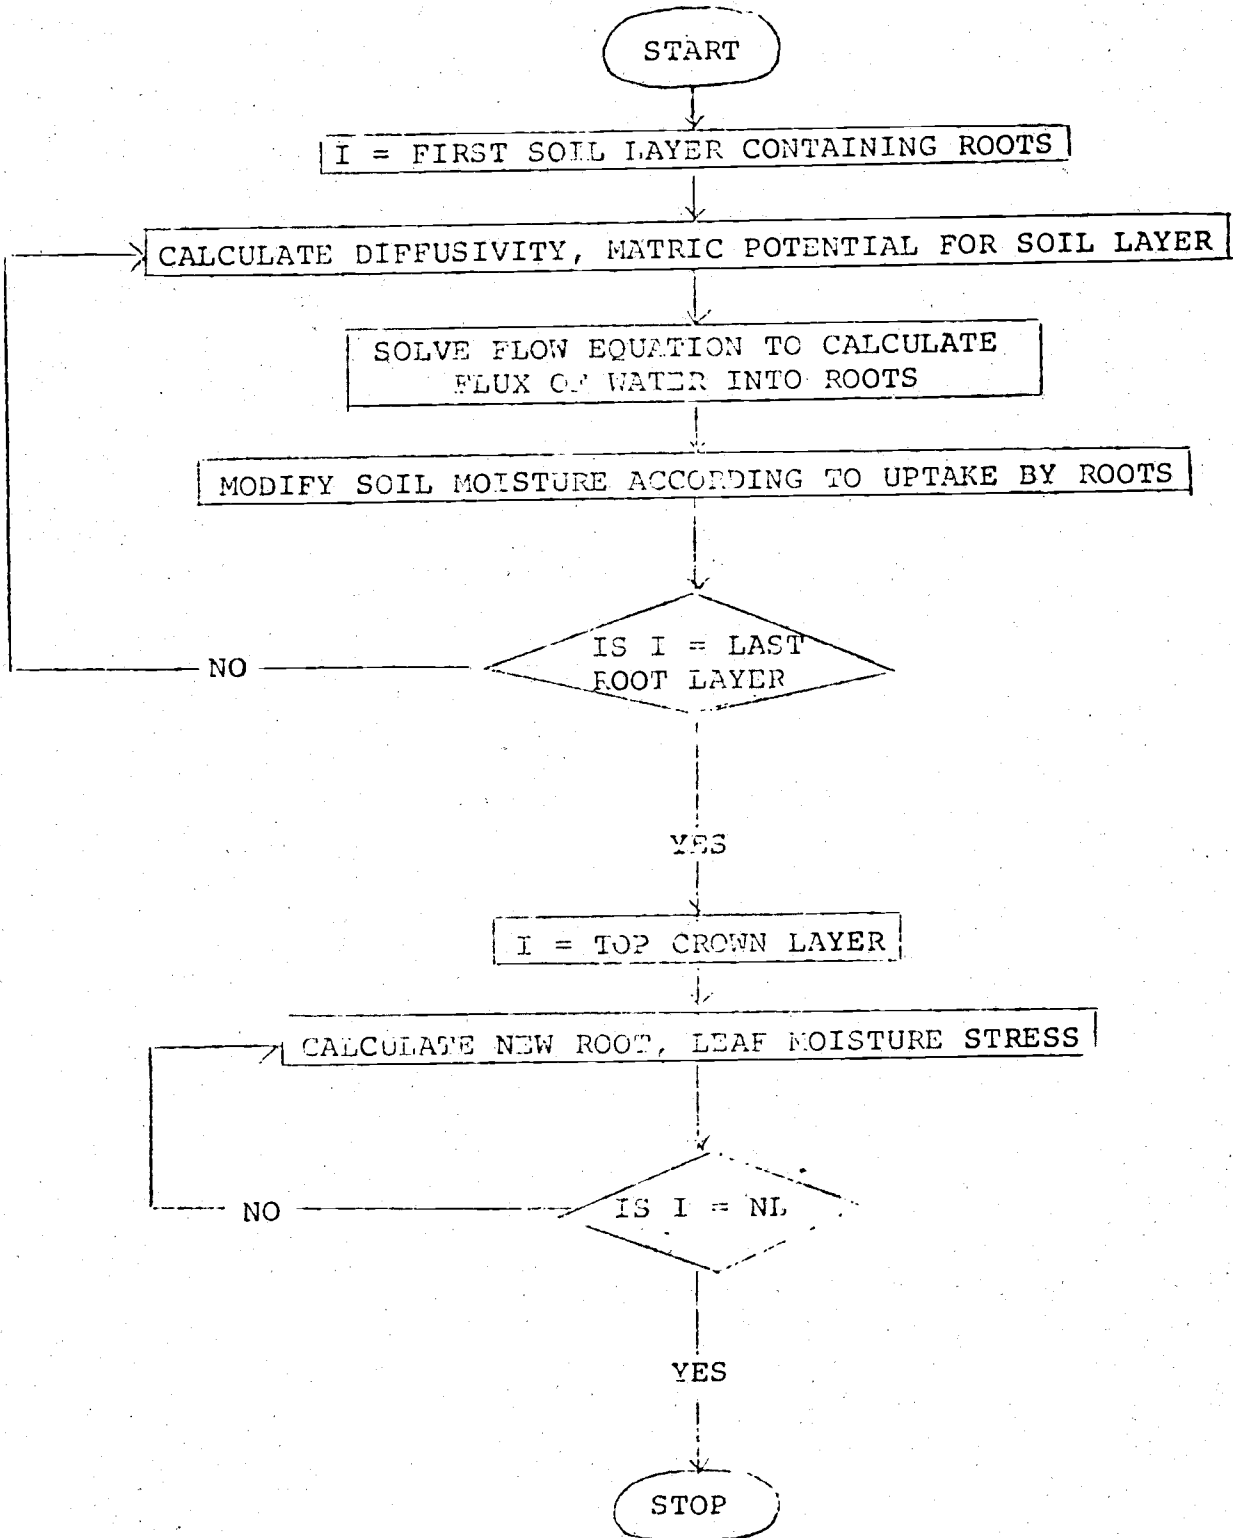 START
I = FIRST SOIL LAYER CONTAINING ROOTS
CALCULATE DIFFUSIVITY, MATRIC POTENTIAL FOR SOIL LAYER
SOLVE FLOW EQUATION TO CALCULATE
FLUX OF WATER INTO ROOTS
MODIFY SOIL MOISTURE ACCORDING TO UPTAKE BY ROOTS
IS I = LAST
ROOT LAYER
NO
YES
I = TOP CROWN LAYER
CALCULATE NEW ROOT, LEAF MOISTURE STRESS
IS I = NL
NO
YES
STOP